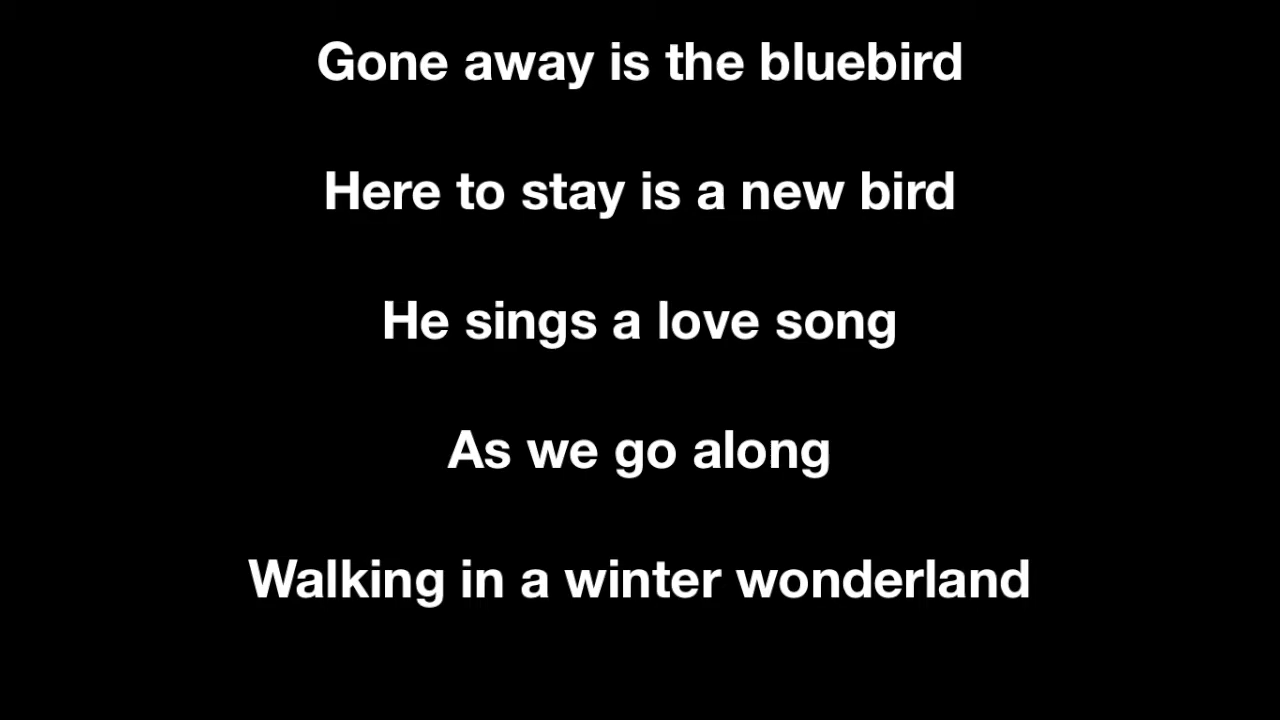 Gone away is the bluebird
Here to stay is a new bird
He sings a love song
As we go along
Walking in a winter wonderland